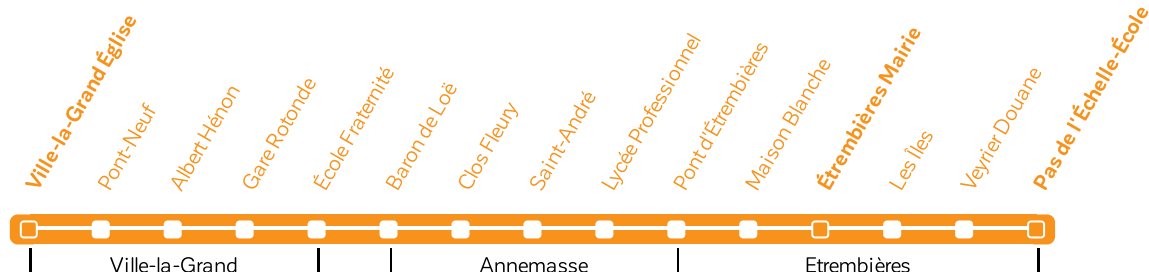 Ville-la-Grand Église
Pont-Neuf
Albert Hénon
Gare Rotonde
École Fraternité
Baron de Loë
Clos Fleury
Saint-André
Lycée Professionnel
Pont d'Étrembières
Maison Blanche
Étrembières Mairie
Les Îles
Veyrier Douane
Pas de l'Échelle-École
Ville-la-Grand
Annemasse
Etrembières